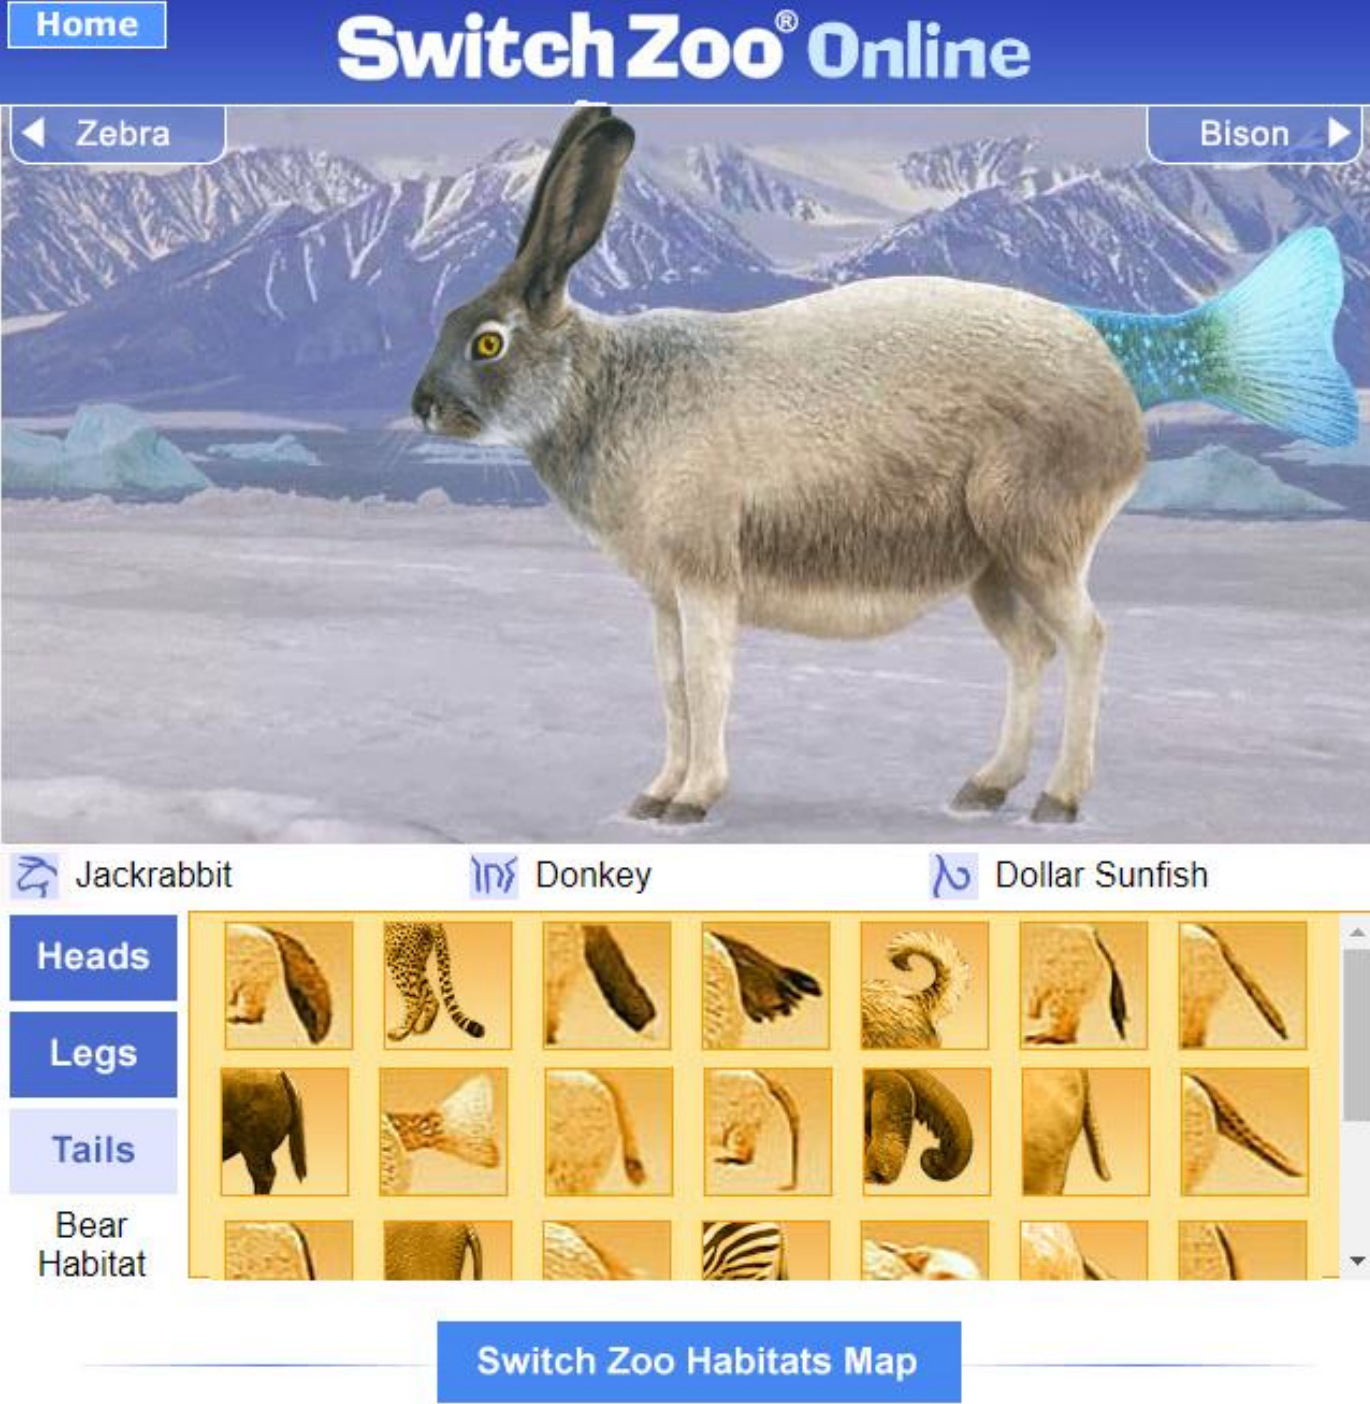 Home
Switch Zoo® Online
Zebra
Bison
Jackrabbit
Donkey
Dollar Sunfish
Heads
Legs
Tails
Bear
Habitat
Switch Zoo Habitats Map